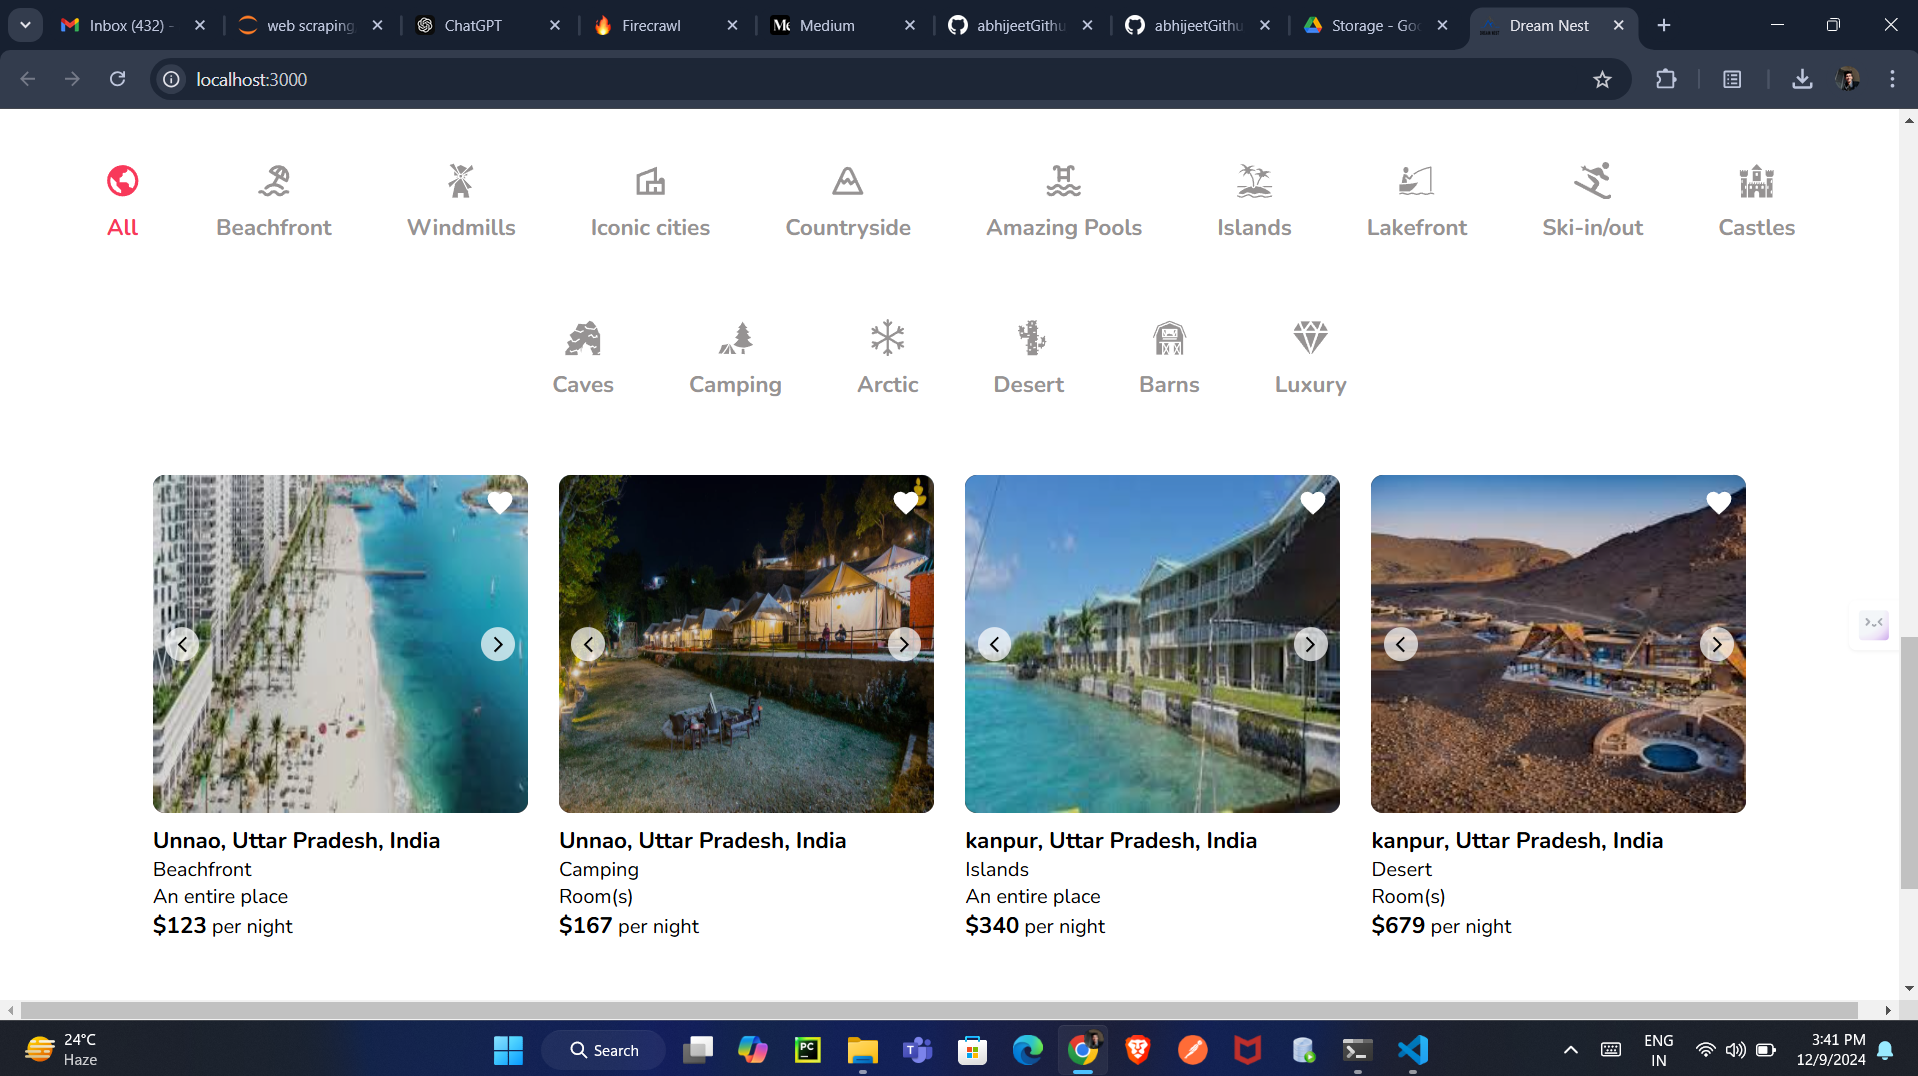 Inbox (432) -
web scraping
ChatGPT
Firecrawl
Medium
abhijeetGithu
abhijeetGithu
Storage - Goo
Dream Nest
localhost:3000
All
Beachfront
Windmills
Iconic cities
Countryside
Amazing Pools
Islands
Lakefront
Ski-in/out
Castles
Caves
Camping
Arctic
Desert
Barns
Luxury
Unnao, Uttar Pradesh, India
Beachfront
An entire place
$123 per night
Unnao, Uttar Pradesh, India
Camping
Room(s)
$167 per night
kanpur, Uttar Pradesh, India
Islands
An entire place
$340 per night
kanpur, Uttar Pradesh, India
Desert
Room(s)
$679 per night
24°C
Haze
Search
PC
ENG
IN
3:41 PM
12/9/2024